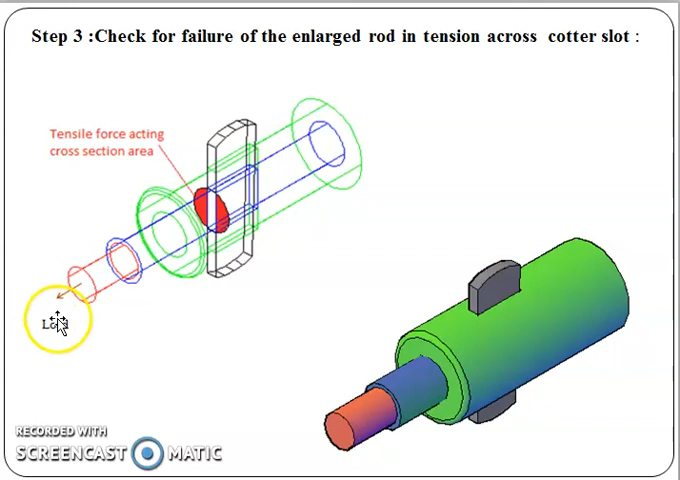 Step 3 :Check for failure of the enlarged rod in tension across cotter slot :
Tensile force acting
cross section area
RECORDED WITH
SCREENCAST MATIC